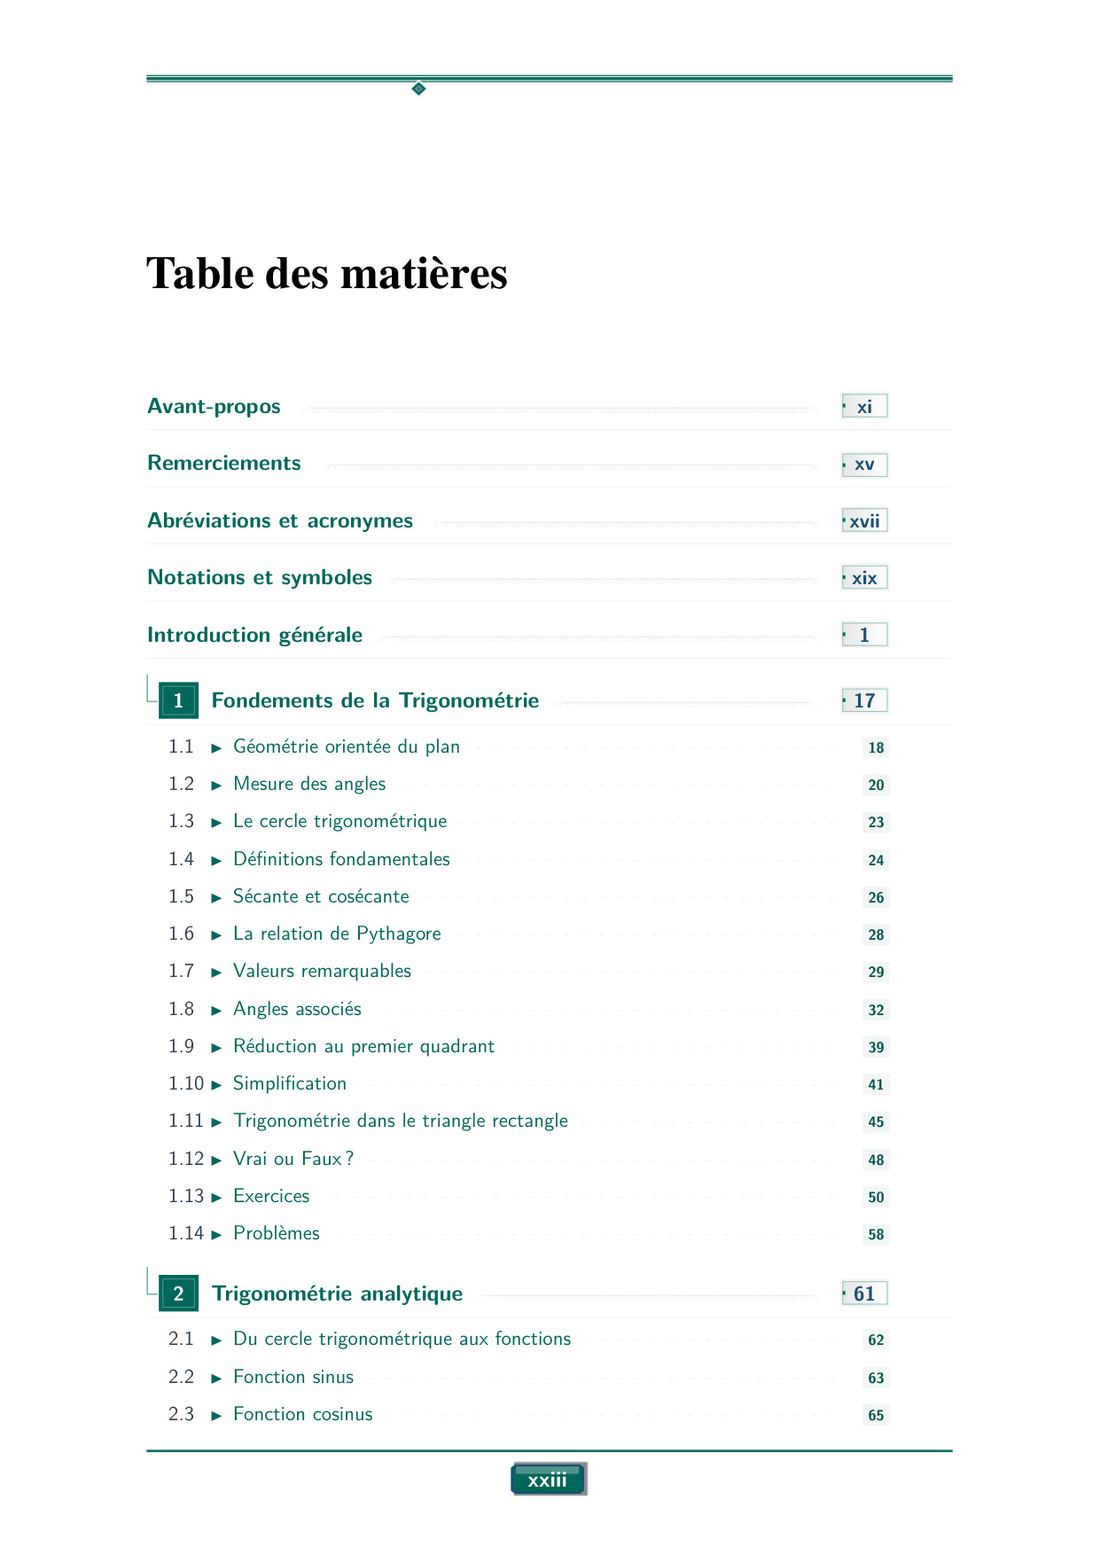 Table des matières
Avant-propos xi
Remerciements xv
Abréviations et acronymes xvii
Notations et symboles xix
Introduction générale 1
1 Fondements de la Trigonométrie 17
1.1 ▶ Géométrie orientée du plan 18
1.2 ▶ Mesure des angles 20
1.3 ▶ Le cercle trigonométrique 23
1.4 ▶ Définitions fondamentales 24
1.5 ▶ Sécante et cosécante 26
1.6 ▶ La relation de Pythagore 28
1.7 ▶ Valeurs remarquables 29
1.8 ▶ Angles associés 32
1.9 ▶ Réduction au premier quadrant 39
1.10 ▶ Simplification 41
1.11 ▶ Trigonométrie dans le triangle rectangle 45
1.12 ▶ Vrai ou Faux ? 48
1.13 ▶ Exercices 50
1.14 ▶ Problèmes 58
2 Trigonométrie analytique 61
2.1 ▶ Du cercle trigonométrique aux fonctions 62
2.2 ▶ Fonction sinus 63
2.3 ▶ Fonction cosinus 65
xxiii